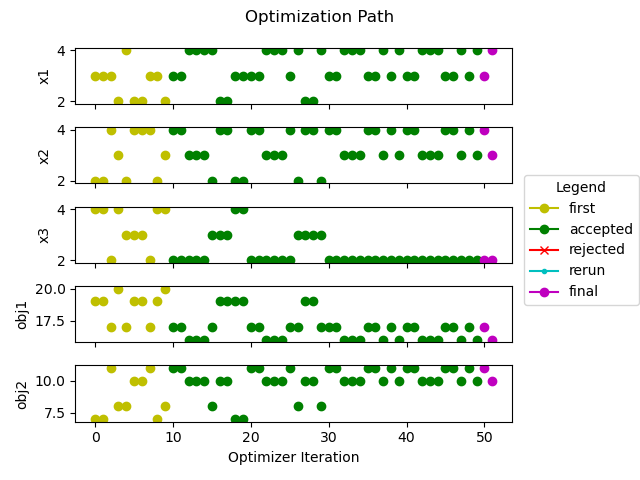 Optimization Path
4
2
x1
4
2
x2
4
2
x3
20.0
17.5
obj1
10.0
7.5
obj2
0 10 20 30 40 50
Optimizer Iteration
Legend
first
accepted
rejected
rerun
final